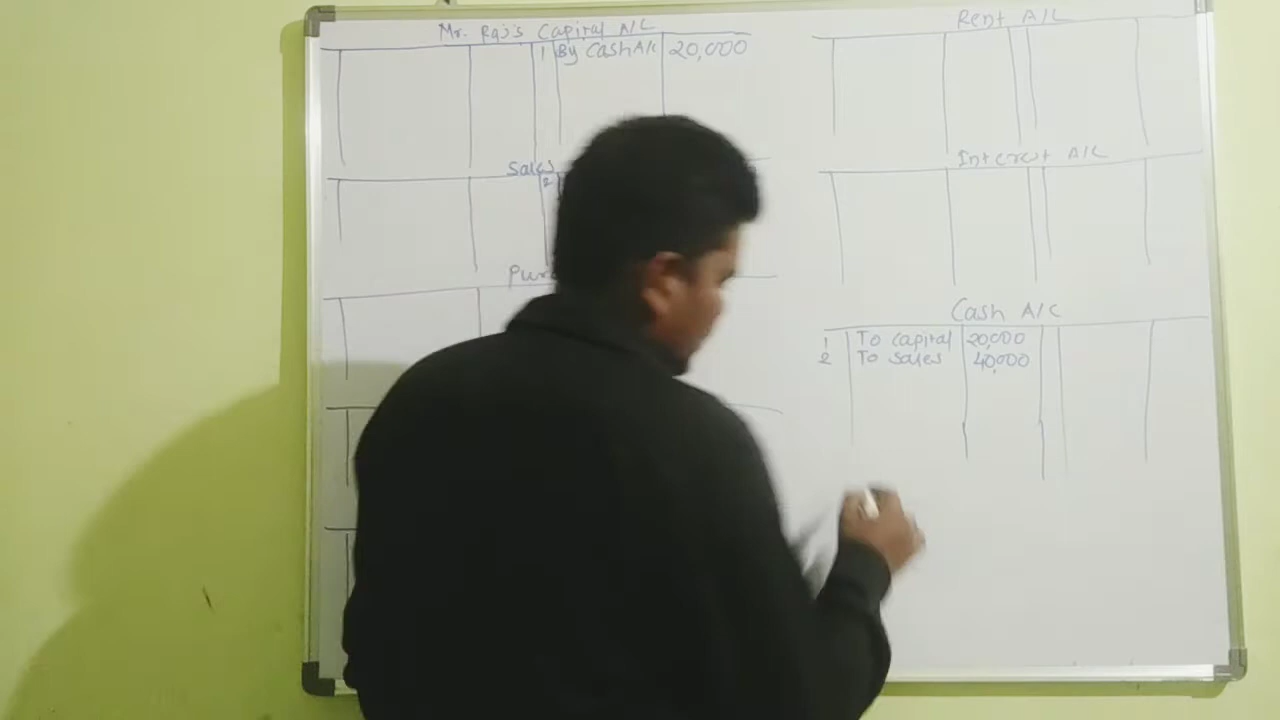 Mr. Raj's Capital A/C
1 By Cash A/C 20,000
Sales
2
Pur
Rent A/C
Interest A/C
Cash A/C
1 To Capital 20,000
2 To Sales 40,000